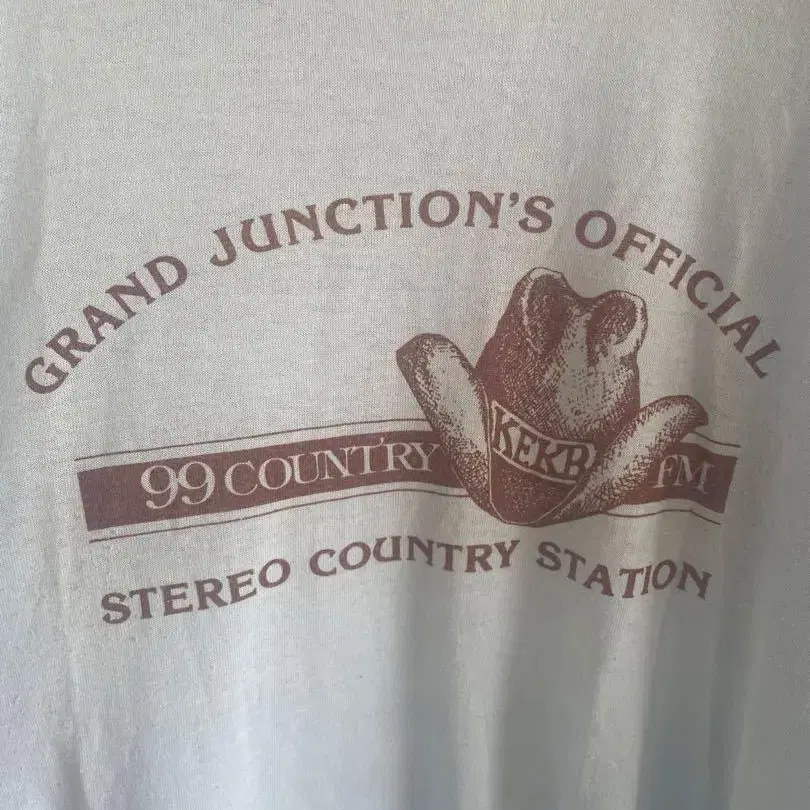 GRAND JUNCTION'S OFFICIAL
99 COUNTRY KEKB FM
STEREO COUNTRY STATION